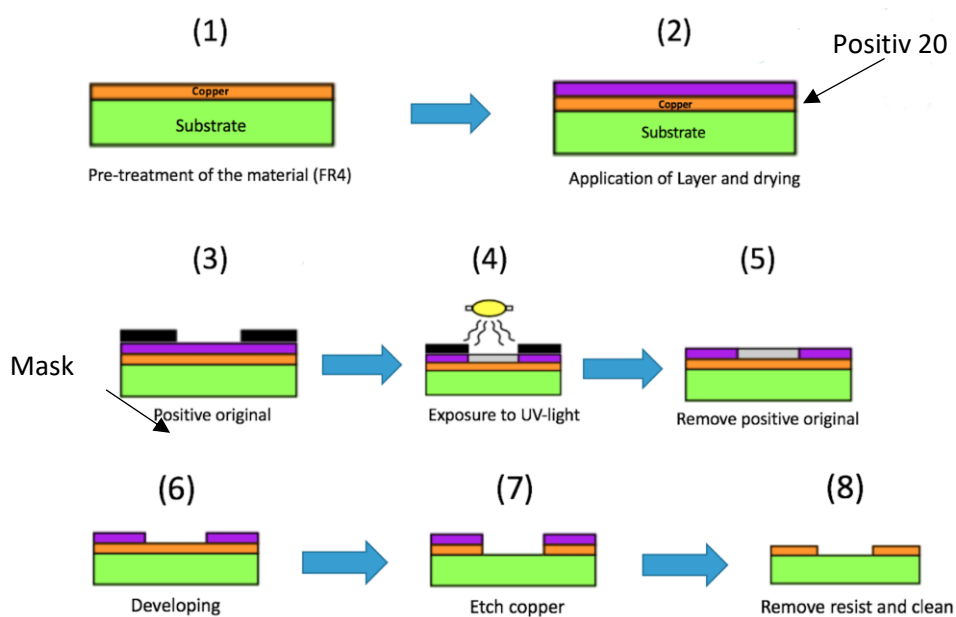 (1)
(2)
Positiv 20
Copper
Substrate
Copper
Substrate
Pre-treatment of the material (FR4)
Application of Layer and drying
(3)
(4)
(5)
Mask
Positive original
Exposure to UV-light
Remove positive original
(6)
(7)
(8)
Developing
Etch copper
Remove resist and clean